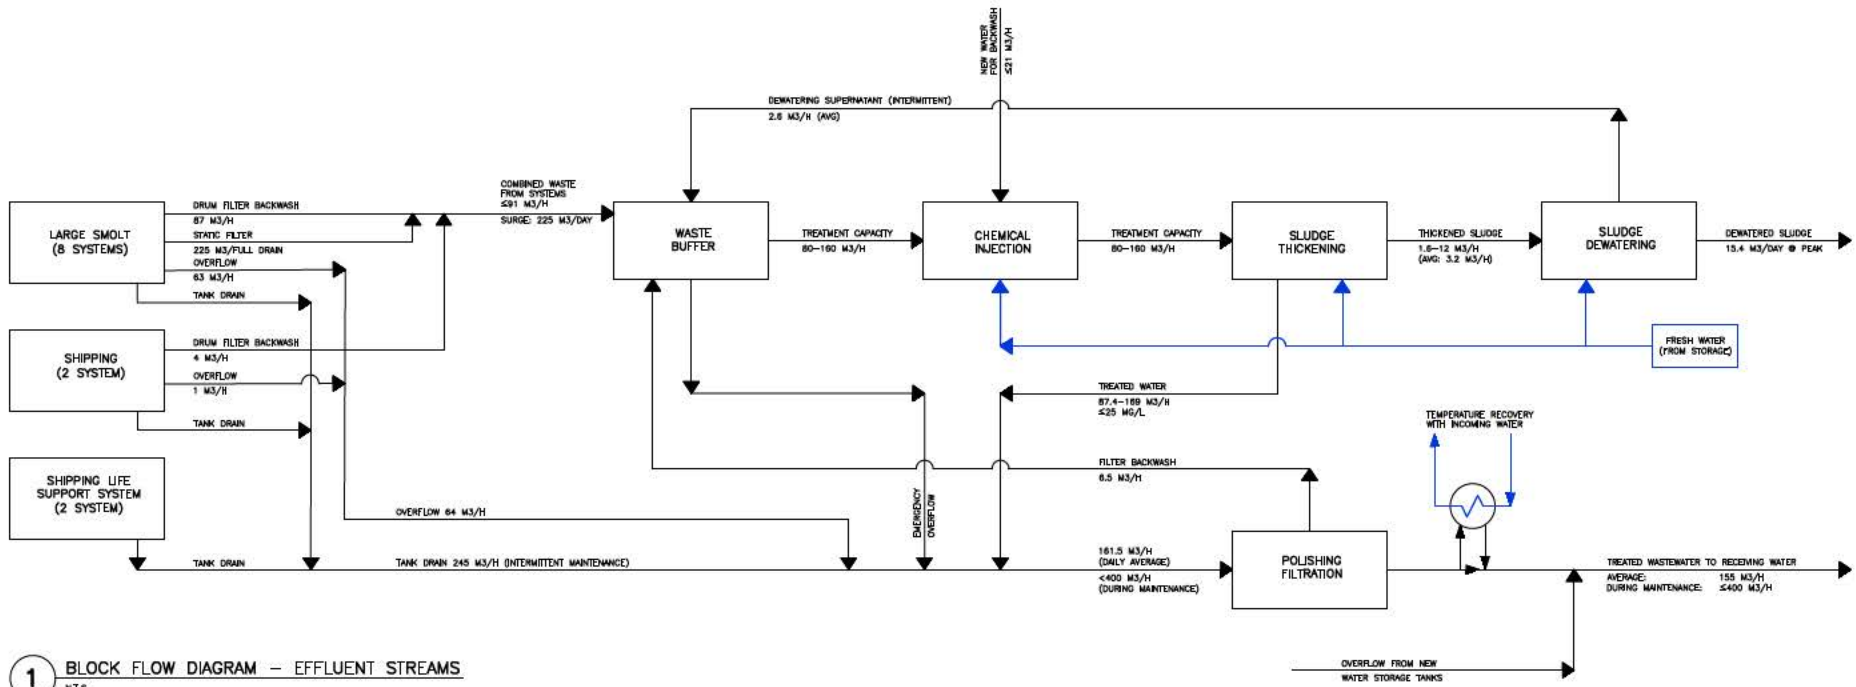 NEW WATER
FOR BACKWASH
≤21 M3/H
DEWATERING SUPERNATANT (INTERMITTENT)
2.6 M3/H (AVG)
LARGE SMOLT
(8 SYSTEMS)
DRUM FILTER BACKWASH
87 M3/H
STATIC FILTER
225 M3/FULL DRAIN
OVERFLOW
63 M3/H
TANK DRAIN
COMBINED WASTE
FROM SYSTEMS
≤91 M3/H
SURGE: 225 M3/DAY
WASTE
BUFFER
TREATMENT CAPACITY
80-160 M3/H
CHEMICAL
INJECTION
TREATMENT CAPACITY
80-160 M3/H
SLUDGE
THICKENING
THICKENED SLUDGE
1.6-12 M3/H
(AVG: 3.2 M3/H)
SLUDGE
DEWATERING
DEWATERED SLUDGE
15.4 M3/DAY @ PEAK
SHIPPING
(2 SYSTEM)
DRUM FILTER BACKWASH
4 M3/H
OVERFLOW
1 M3/H
TANK DRAIN
FRESH WATER
(FROM STORAGE)
TREATED WATER
87.4-169 M3/H
≤25 MG/L
TEMPERATURE RECOVERY
WITH INCOMING WATER
SHIPPING LIFE
SUPPORT SYSTEM
(2 SYSTEM)
FILTER BACKWASH
6.5 M3/H
EMERGENCY
OVERFLOW
OVERFLOW 64 M3/H
TANK DRAIN
TANK DRAIN 245 M3/H (INTERMITTENT MAINTENANCE)
161.5 M3/H
(DAILY AVERAGE)
<400 M3/H
(DURING MAINTENANCE)
POLISHING
FILTRATION
TREATED WASTEWATER TO RECEIVING WATER
AVERAGE: 155 M3/H
DURING MAINTENANCE: ≤400 M3/H
OVERFLOW FROM NEW
WATER STORAGE TANKS
1
BLOCK FLOW DIAGRAM - EFFLUENT STREAMS